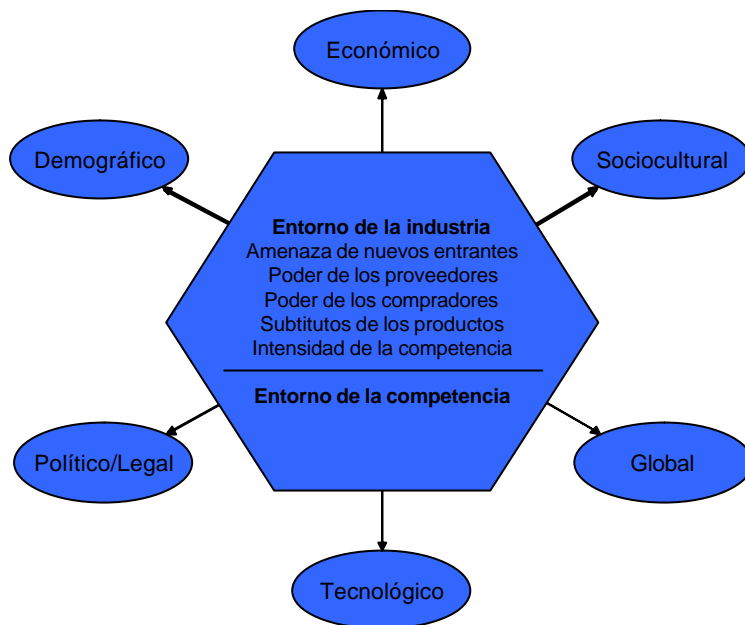 Económico
Demográfico
Sociocultural
Entorno de la industria
Amenaza de nuevos entrantes
Poder de los proveedores
Poder de los compradores
Subtitutos de los productos
Intensidad de la competencia
Entorno de la competencia
Político/Legal
Global
Tecnológico